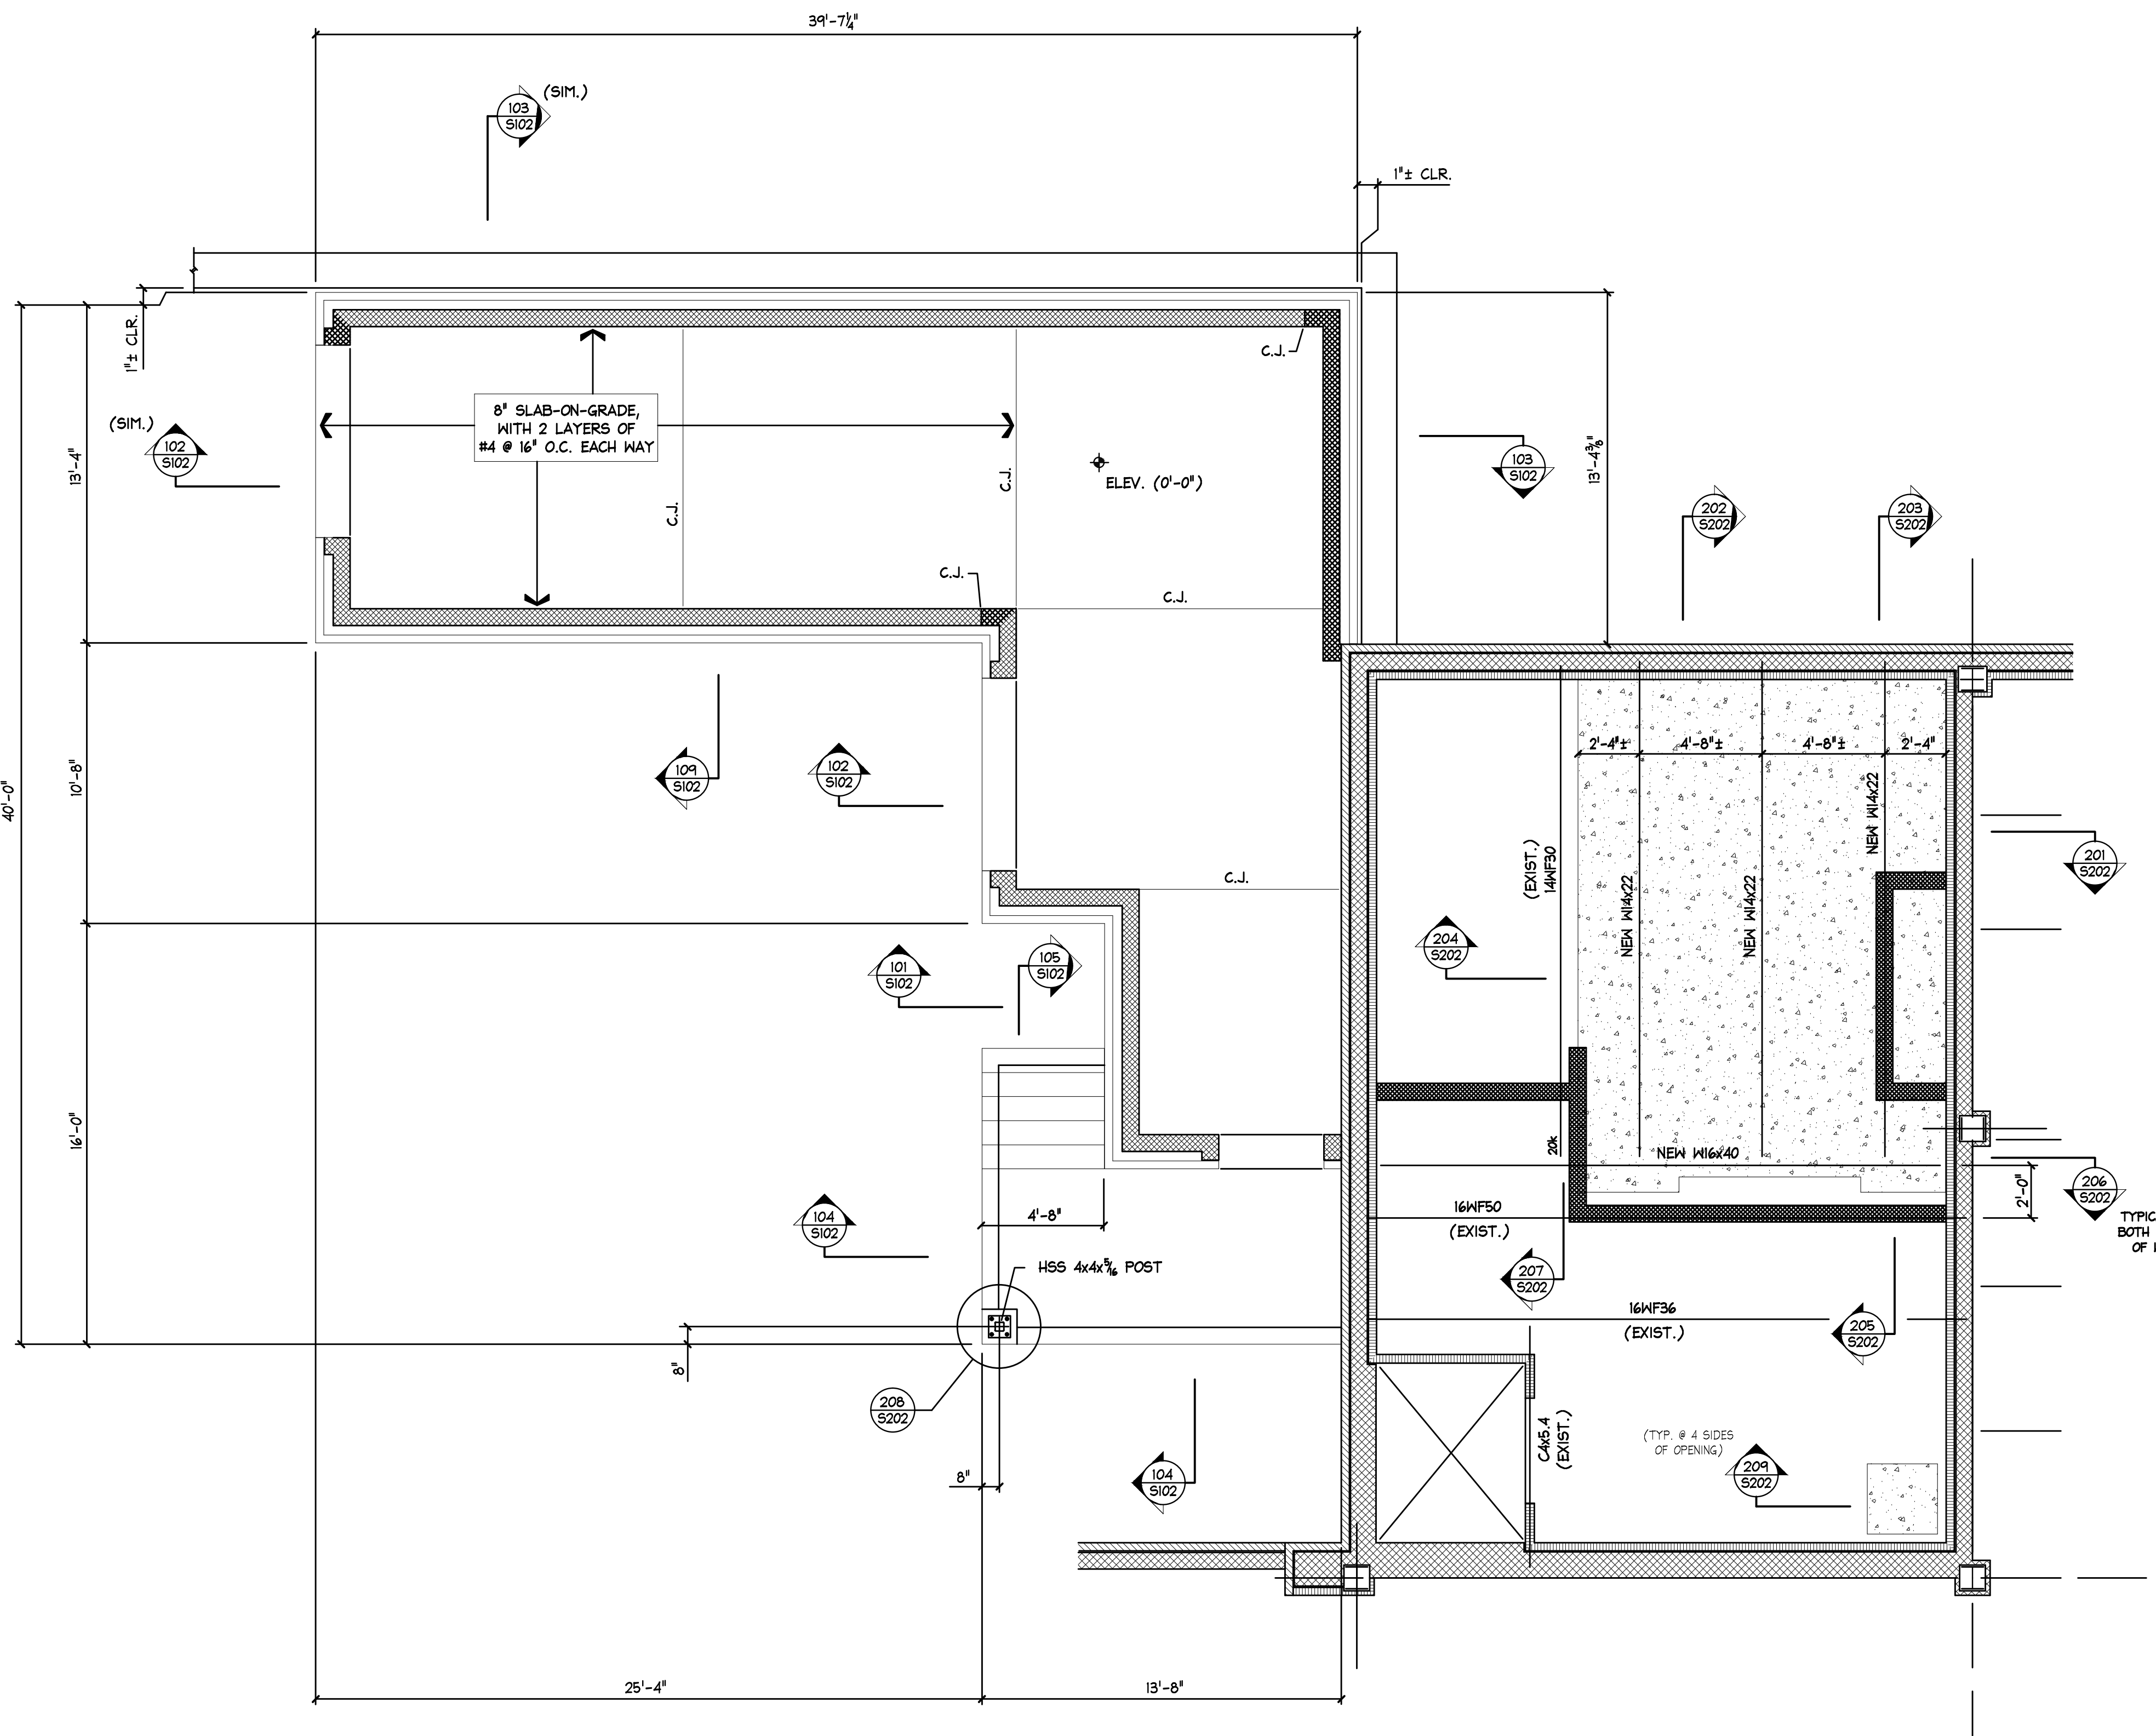 39'-7¼"
103
S102
(SIM.)
1"± CLR.
1"± CLR.
C.J.
8" SLAB-ON-GRADE,
WITH 2 LAYERS OF
#4 @ 16" O.C. EACH WAY
(SIM.)
102
S102
13'-4"
ELEV. (0'-0")
C.J.
C.J.
103
S102
13'-4⅜"
202
S202
203
S202
C.J.
C.J.
40'-0"
10'-8"
109
S102
102
S102
2'-4"±
4'-8"±
4'-8"±
2'-4"
NEW W14x22
(EXIST.)
14WF30
NEW W14x22
NEW W14x22
201
S202
C.J.
204
S202
101
S102
105
S102
16'-0"
20k
NEW W16x40
2'-0"
206
S202
TYPIC
BOTH
OF
104
S102
4'-8"
16WF50
(EXIST.)
HSS 4x4x5/16 POST
207
S202
16WF36
(EXIST.)
205
S202
8"
208
S202
C4x5.4
(EXIST.)
(TYP. @ 4 SIDES
OF OPENING)
209
S202
8"
104
S102
25'-4"
13'-8"